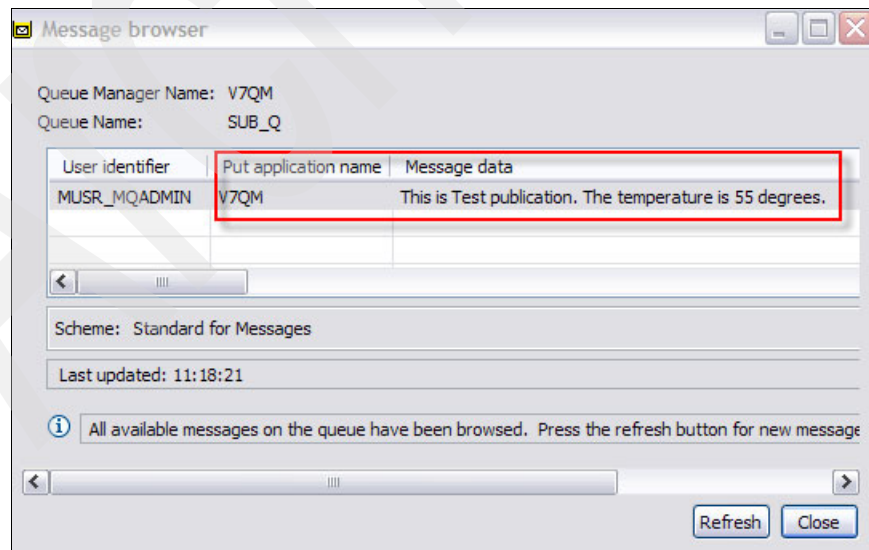 Message browser
Queue Manager Name: V7QM
Queue Name: SUB_Q
User identifier Put application name Message data
MUSR_MQADMIN V7QM This is Test publication. The temperature is 55 degrees.
Scheme: Standard for Messages
Last updated: 11:18:21
All available messages on the queue have been browsed. Press the refresh button for new message
Refresh Close